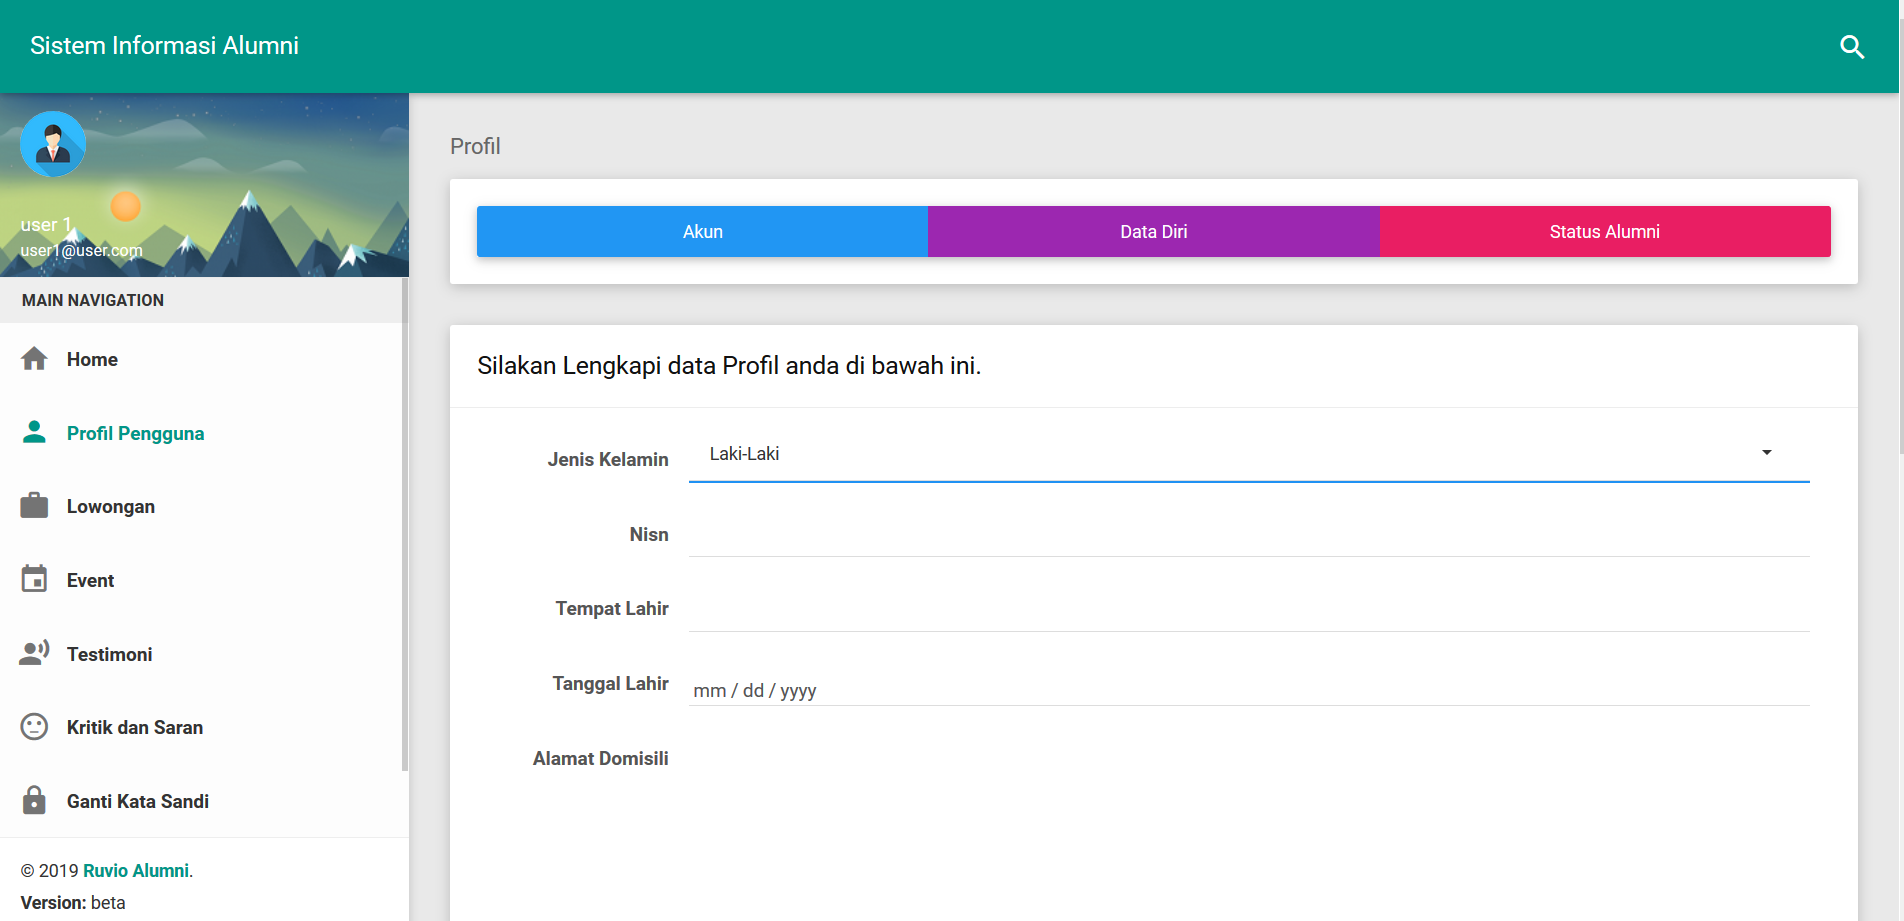 Sistem Informasi Alumni
user 1
user1@user.com
MAIN NAVIGATION
Home
Profil Pengguna
Lowongan
Event
Testimoni
Kritik dan Saran
Ganti Kata Sandi
© 2019 Ruvio Alumni.
Version: beta
Profil
Akun Data Diri Status Alumni
Silakan Lengkapi data Profil anda di bawah ini.
Jenis Kelamin Laki-Laki
Nisn
Tempat Lahir
Tanggal Lahir mm / dd / yyyy
Alamat Domisili